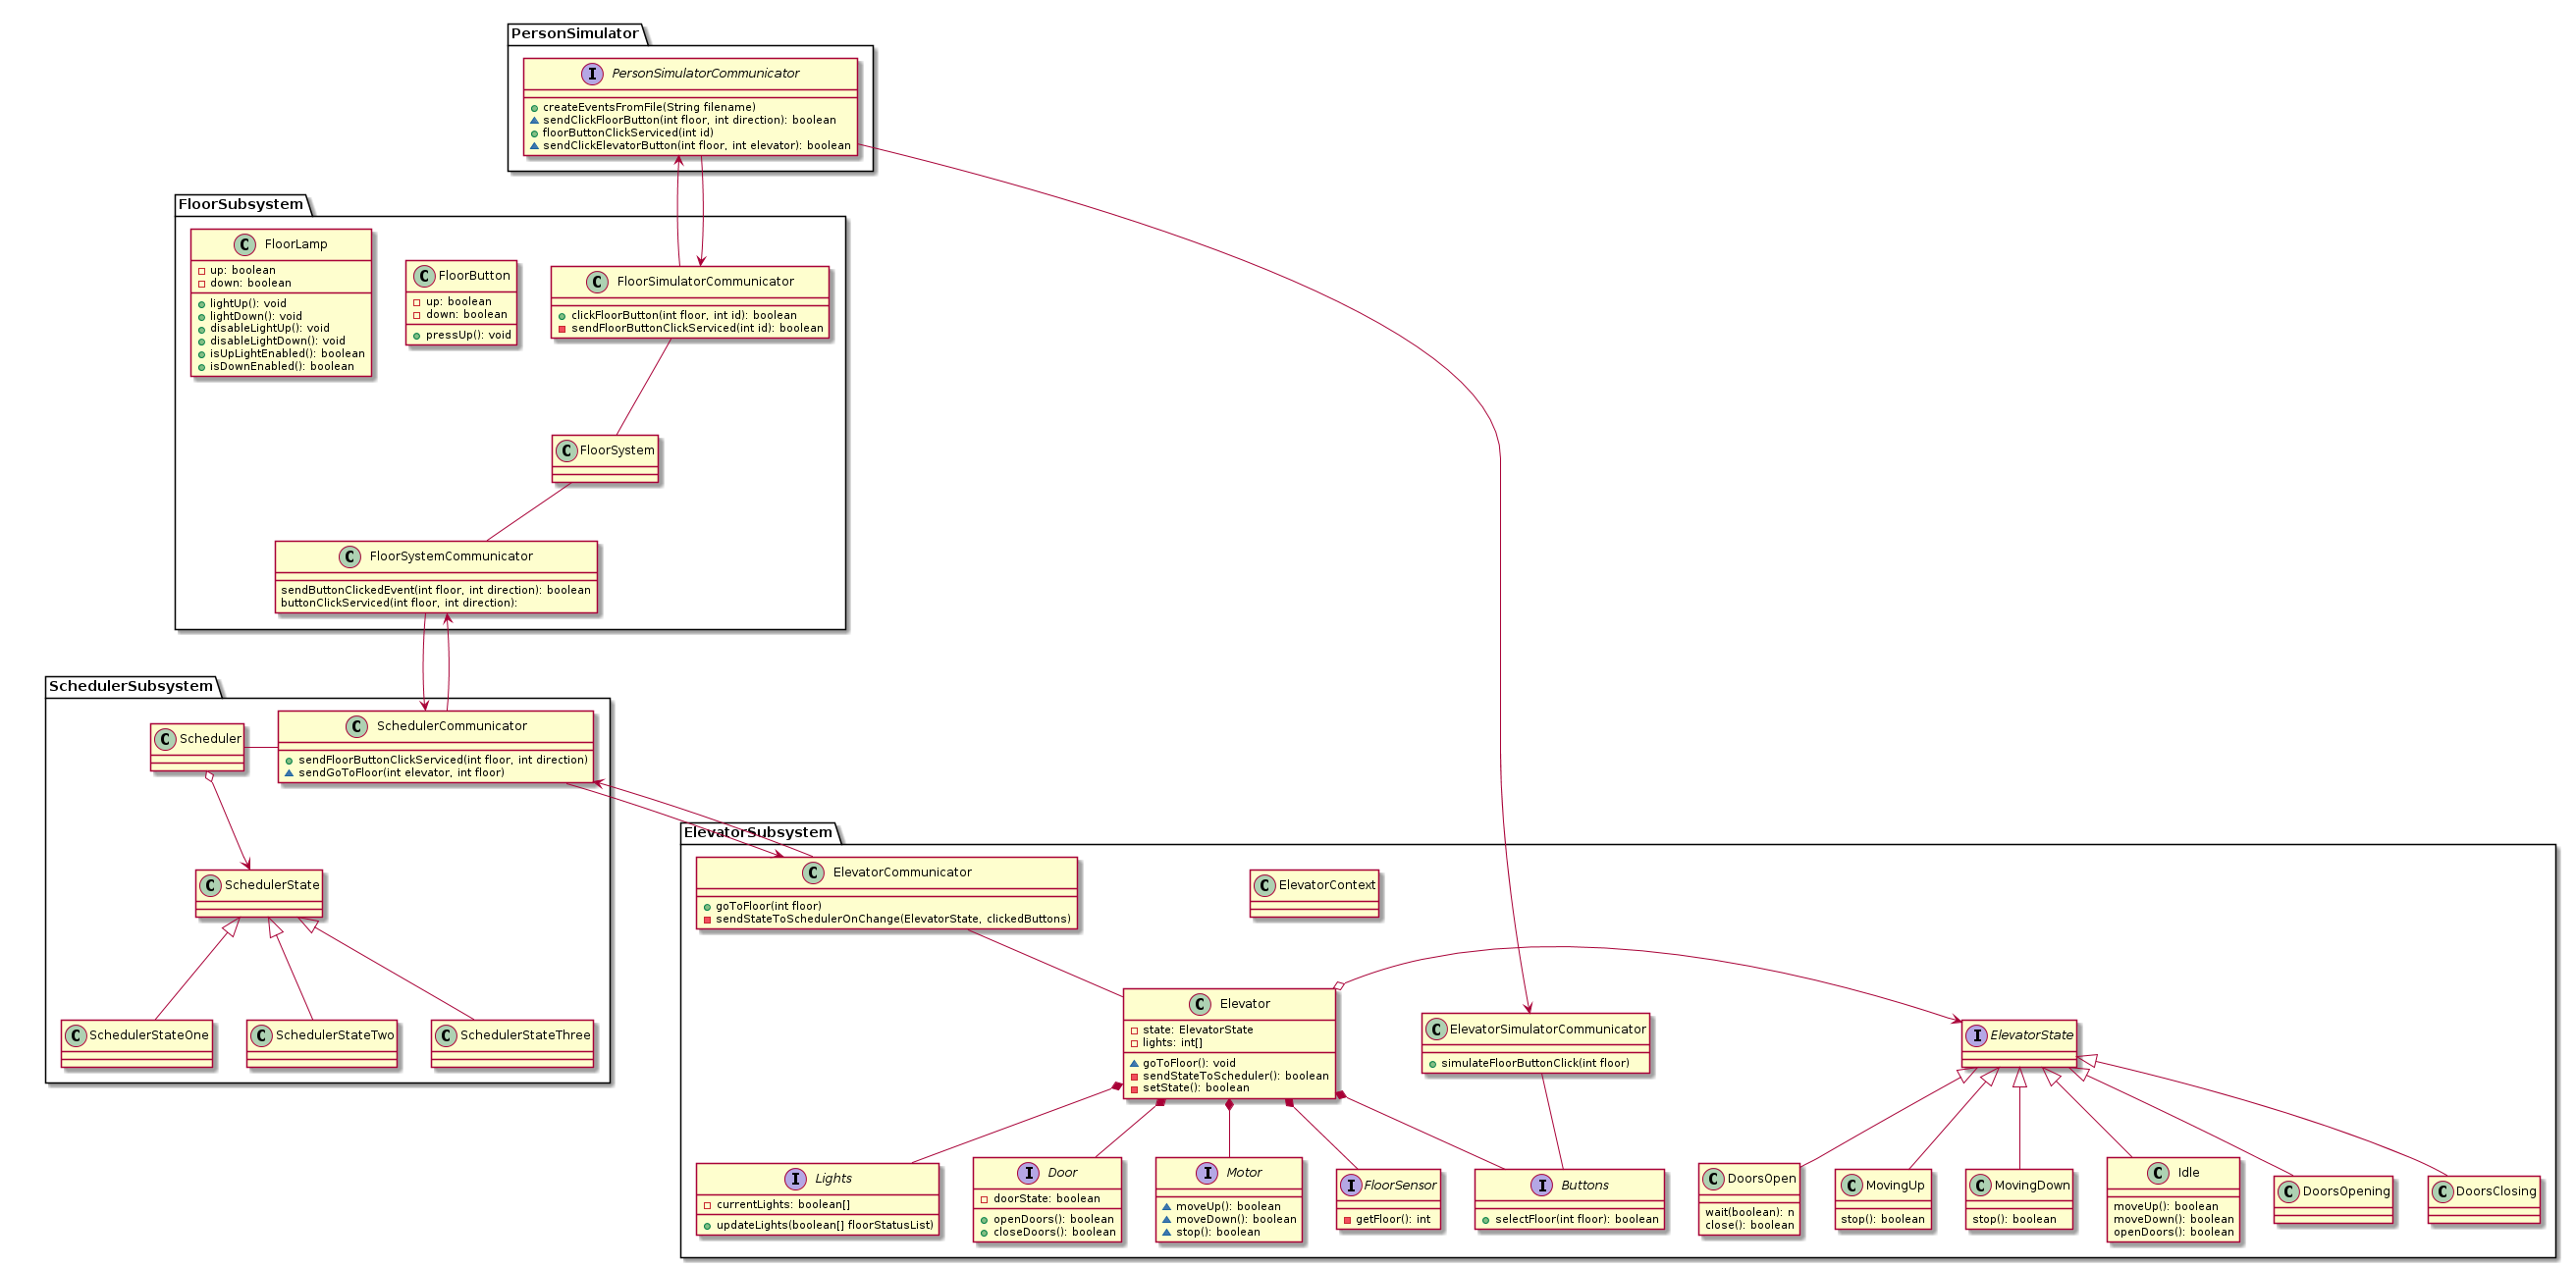 PersonSimulator
I PersonSimulatorCommunicator
createEventsFromFile(String filename)
sendClickFloorButton(int floor, int direction): boolean
floorButtonClickServiced(int id)
sendClickElevatorButton(int floor, int elevator): boolean
FloorSubsystem
C FloorLamp
up: boolean
down: boolean
lightUp(): void
lightDown(): void
disableLightUp(): void
disableLightDown(): void
isUpLightEnabled(): boolean
isDownEnabled(): boolean
C FloorButton
up: boolean
down: boolean
pressUp(): void
C FloorSimulatorCommunicator
clickFloorButton(int floor, int id): boolean
sendFloorButtonClickServiced(int id): boolean
C FloorSystem
C FloorSystemCommunicator
sendButtonClickedEvent(int floor, int direction): boolean
buttonClickServiced(int floor, int direction):
SchedulerSubsystem
C Scheduler
C SchedulerCommunicator
sendFloorButtonClickServiced(int floor, int direction)
sendGoToFloor(int elevator, int floor)
C SchedulerState
C SchedulerStateOne
C SchedulerStateTwo
C SchedulerStateThree
ElevatorSubsystem
C ElevatorCommunicator
goToFloor(int floor)
sendStateToSchedulerOnChange(ElevatorState, clickedButtons)
C ElevatorContext
C Elevator
state: ElevatorState
lights: int[]
goToFloor(): void
sendStateToScheduler(): boolean
setState(): boolean
C ElevatorSimulatorCommunicator
simulateFloorButtonClick(int floor)
I ElevatorState
I Lights
currentLights: boolean[]
updateLights(boolean[] floorStatusList)
I Door
doorState: boolean
openDoors(): boolean
closeDoors(): boolean
I Motor
moveUp(): boolean
moveDown(): boolean
stop(): boolean
I FloorSensor
getFloor(): int
I Buttons
selectFloor(int floor): boolean
C DoorsOpen
wait(boolean): n
close(): boolean
C MovingUp
stop(): boolean
C MovingDown
stop(): boolean
C Idle
moveUp(): boolean
moveDown(): boolean
openDoors(): boolean
C DoorsOpening
C DoorsClosing